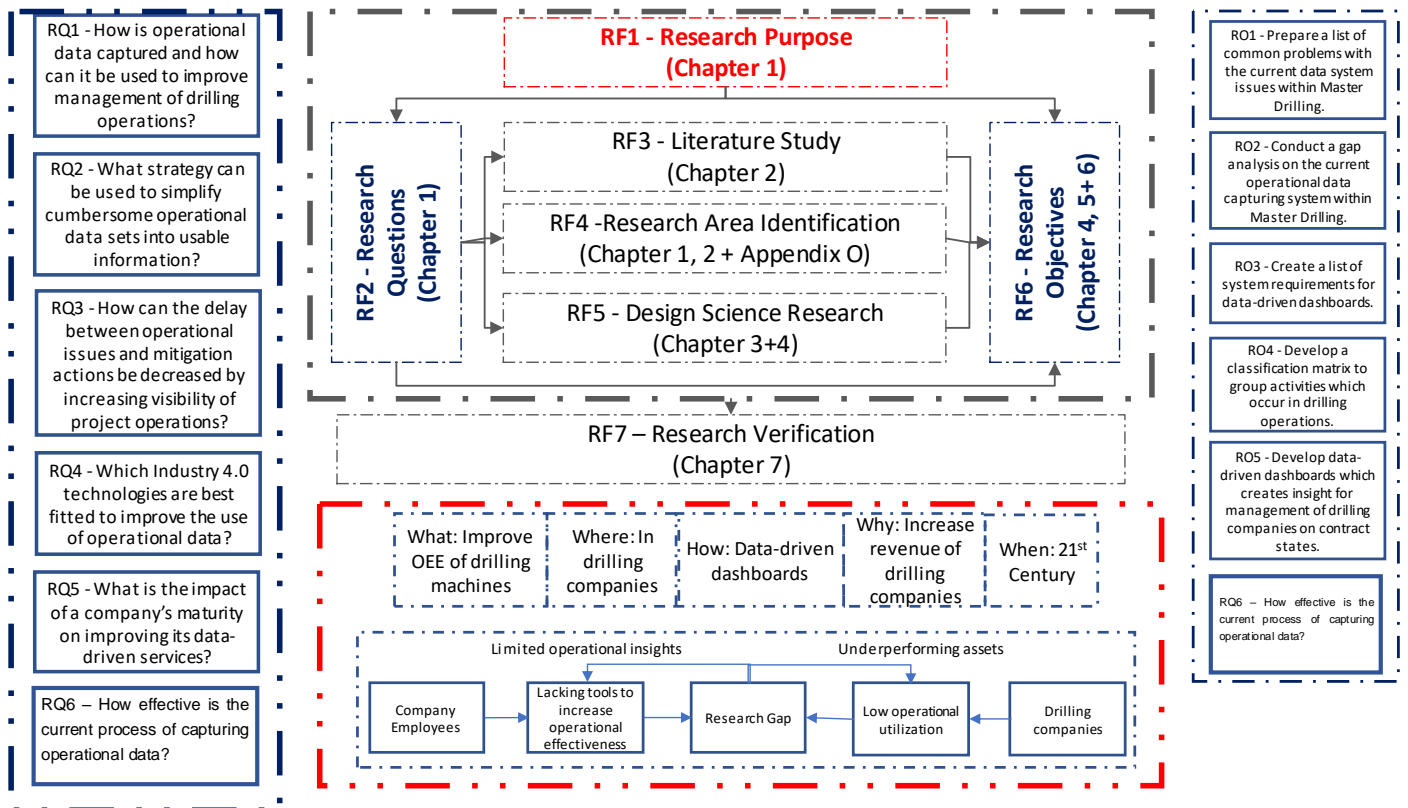 RQ1 - How is operational
data captured and how
can it be used to improve
management of drilling
operations?
RQ2 - What strategy can
be used to simplify
cumbersome operational
data sets into usable
information?
RQ3 - How can the delay
between operational
issues and mitigation
actions be decreased by
increasing visibility of
project operations?
RQ4 - Which Industry 4.0
technologies are best
fitted to improve the use
of operational data?
RQ5 - What is the impact
of a company's maturity
on improving its data-
driven services?
RQ6 – How effective is the
current process of capturing
operational data?
RF1 - Research Purpose
(Chapter 1)
RF2 - Research
Questions
(Chapter 1)
RF3 - Literature Study
(Chapter 2)
RF4 -Research Area Identification
(Chapter 1, 2 + Appendix O)
RF5 - Design Science Research
(Chapter 3+4)
RF6 - Research
Objectives
(Chapter 4, 5+ 6)
RF7 – Research Verification
(Chapter 7)
What: Improve
OEE of drilling
machines
Where: In
drilling
companies
How: Data-driven
dashboards
Why: Increase
revenue of
drilling
companies
When: 21st
Century
Limited operational insights
Underperforming assets
Company
Employees
Lacking tools to
increase
operational
effectiveness
Research Gap
Low operational
utilization
Drilling
companies
RO1 - Prepare a list of
common problems with
the current data system
issues within Master
Drilling.
RO2 - Conduct a gap
analysis on the current
operational data
capturing system within
Master Drilling.
RO3 - Create a list of
system requirements for
data-driven dashboards.
RO4 - Develop a
classification matrix to
group activities which
occur in drilling
operations.
RO5 - Develop data-
driven dashboards which
creates insight for
management of drilling
companies on contract
states.
RQ6 – How effective is the
current process of capturing
operational data?